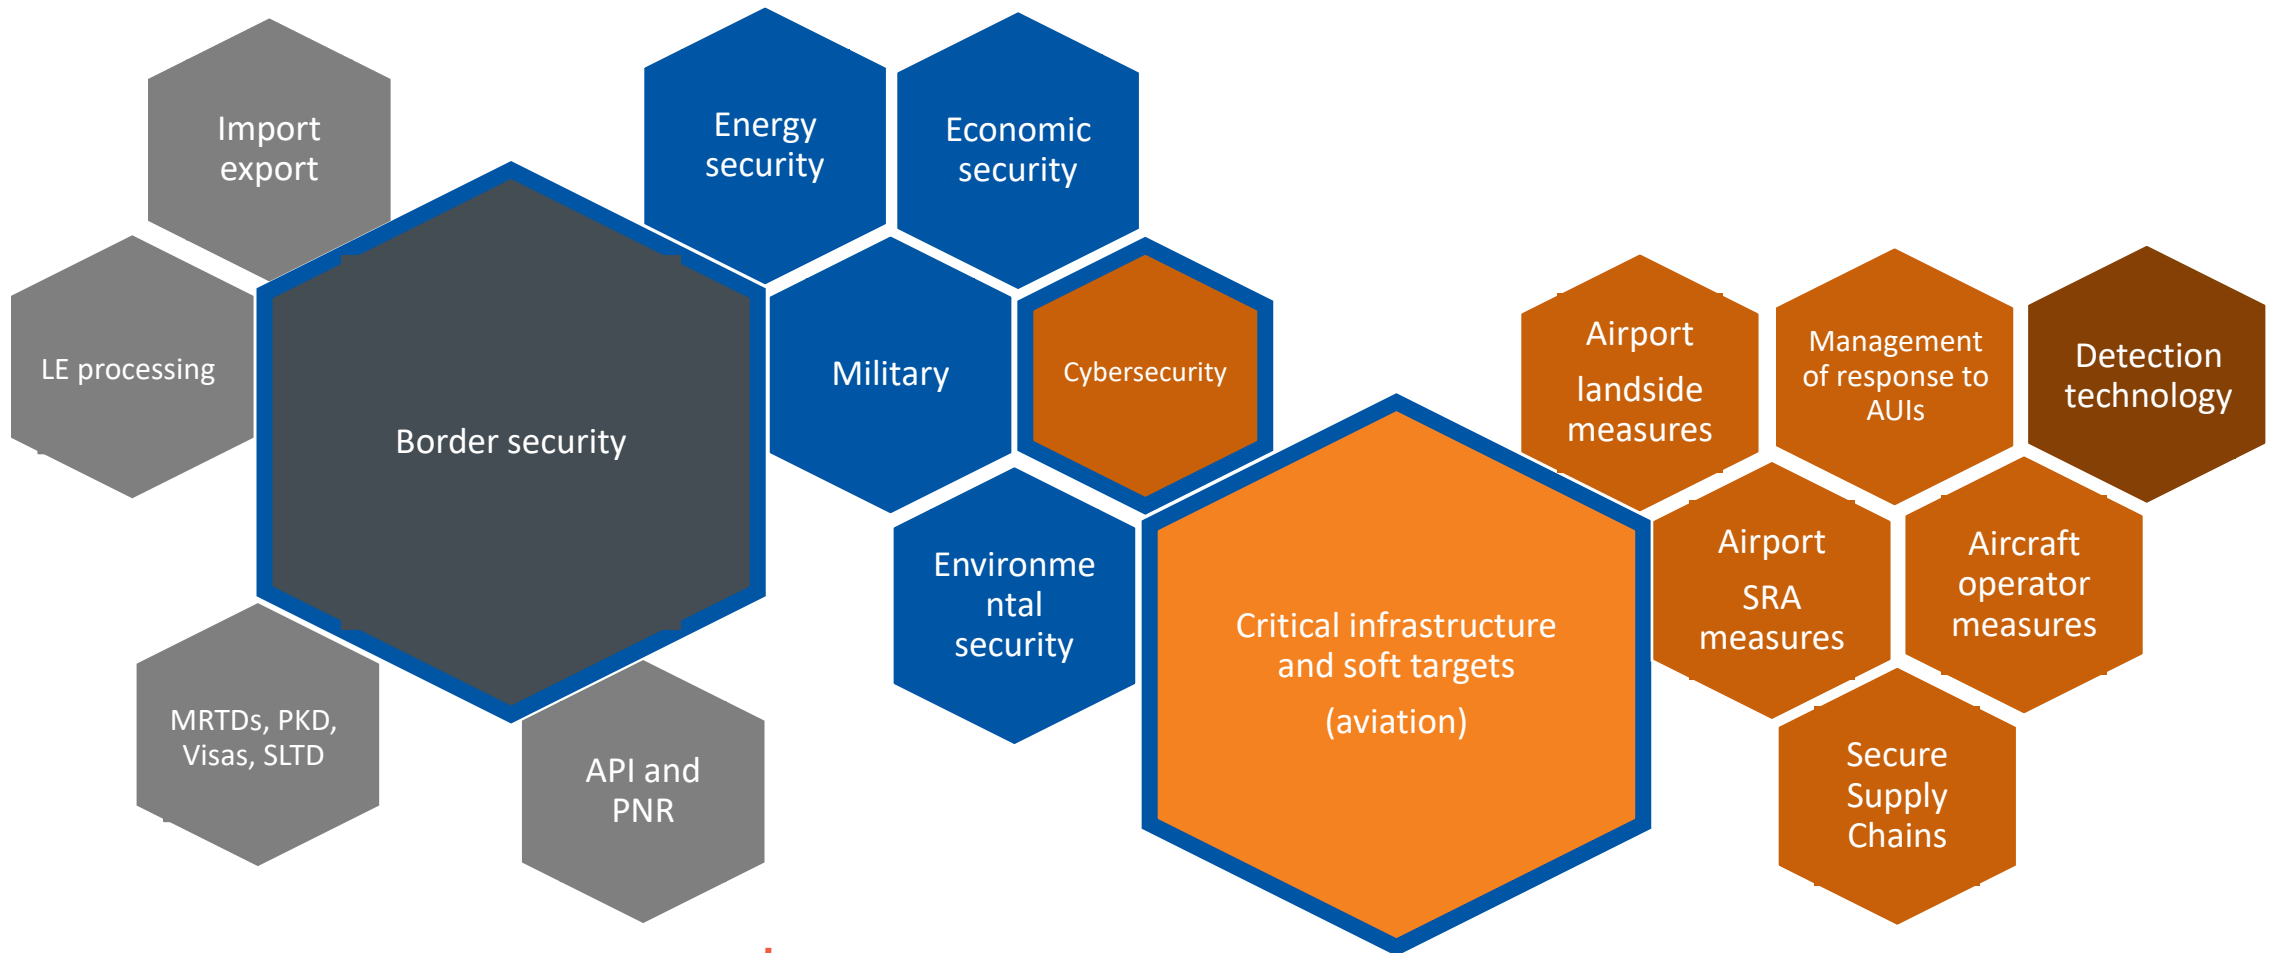 Import
export
LE processing
Border security
MRTDs, PKD,
Visas, SLTD
API and
PNR
Energy
security
Economic
security
Military
Cybersecurity
Environme
ntal
security
Critical infrastructure
and soft targets
(aviation)
Airport
landside
measures
Management
of response to
AUIs
Detection
technology
Airport
SRA
measures
Aircraft
operator
measures
Secure
Supply
Chains